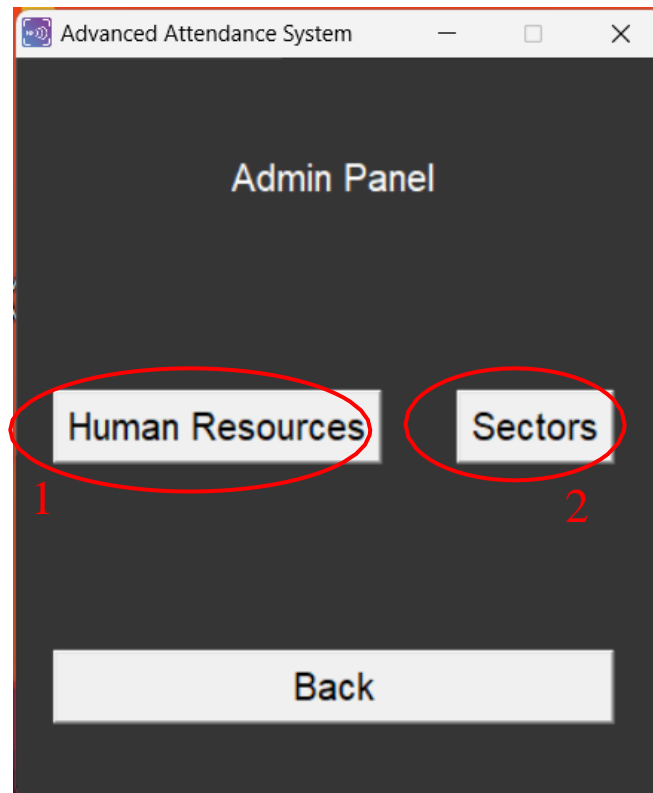 Advanced Attendance System
Admin Panel
Human Resources Sectors
1 2
Back